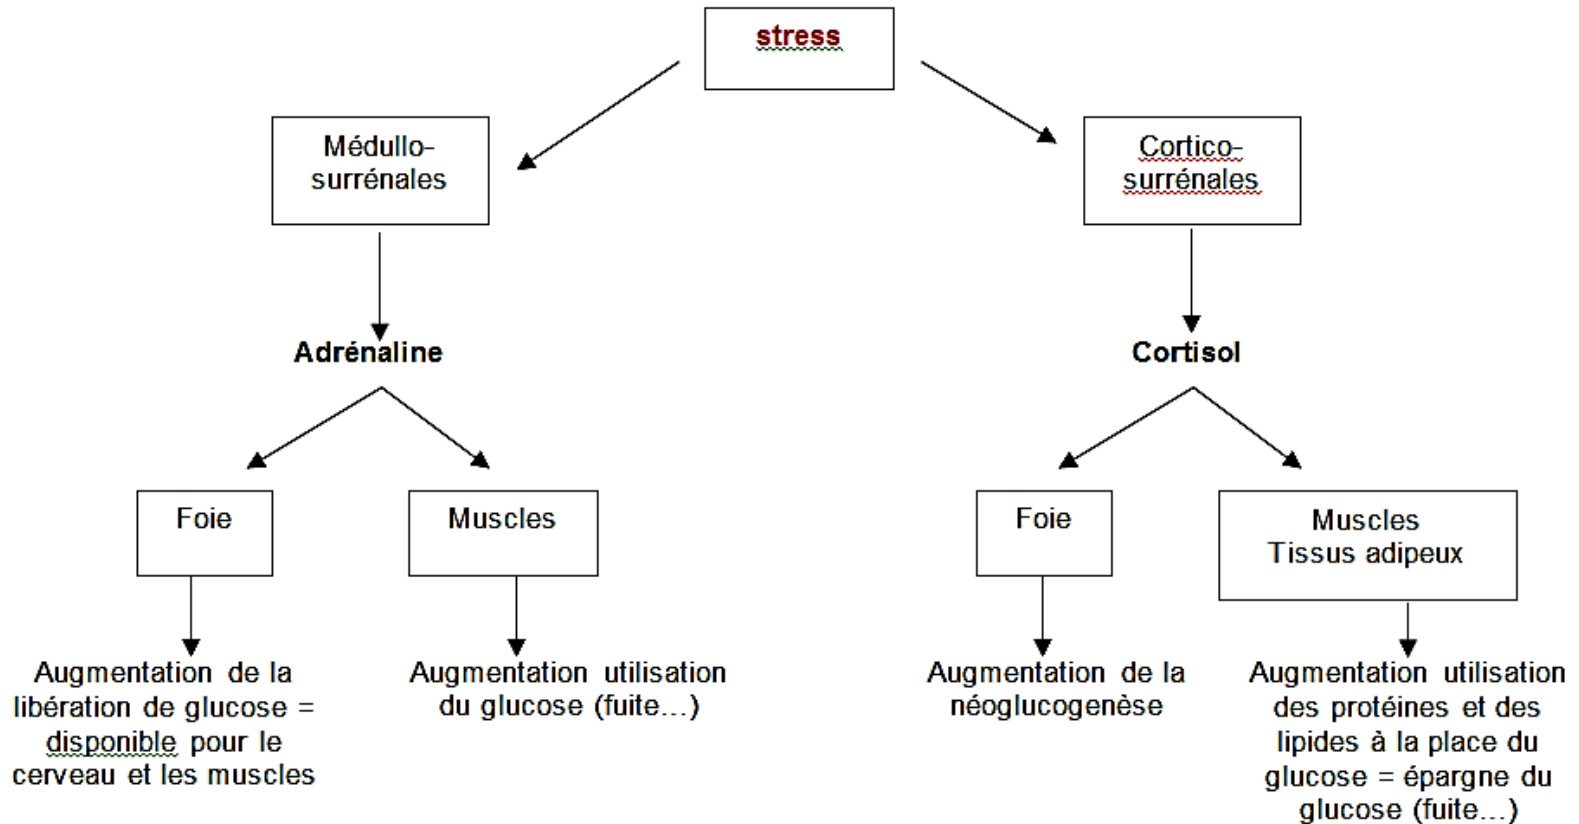 stress
Médullo-
surrénales
Cortico-
surrénales
Adrénaline
Cortisol
Foie
Muscles
Foie
Muscles
Tissus adipeux
Augmentation de la
libération de glucose =
disponible pour le
cerveau et les muscles
Augmentation utilisation
du glucose (fuite...)
Augmentation de la
néoglucogenèse
Augmentation utilisation
des protéines et des
lipides à la place du
glucose = épargne du
glucose (fuite...)